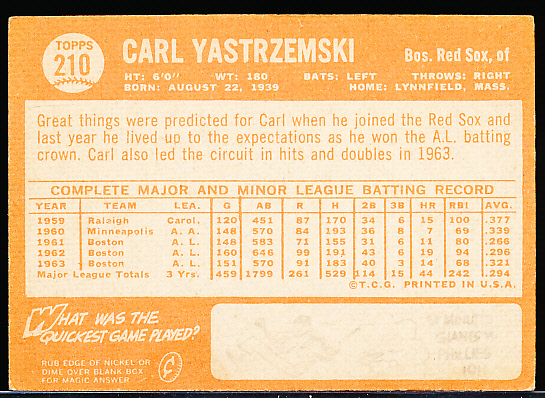 TOPPS
210
CARL YASTRZEMSKI
Bos. Red Sox, of
HT: 6'0" WT: 180 BATS: LEFT THROWS: RIGHT
BORN: AUGUST 22, 1939 HOME: LYNNFIELD, MASS.
Great things were predicted for Carl when he joined the Red Sox and
last year he lived up to the expectations as he won the A.L. batting
crown. Carl also led the circuit in hits and doubles in 1963.
COMPLETE MAJOR AND MINOR LEAGUE BATTING RECORD
YEAR TEAM LEA. G AB R H 2B 3B HR RBI AVG.
1959 Raleigh Carol. 120 451 87 170 34 6 15 100 .377
1960 Minneapolis A. A. 148 570 84 193 36 8 7 69 .339
1961 Boston A. L. 148 583 71 155 31 6 11 80 .266
1962 Boston A. L. 160 646 99 191 43 6 19 94 .296
1963 Boston A. L. 151 570 91 183 40 3 14 68 .321
Major League Totals 3 Yrs. 459 1799 261 529 114 15 44 242 .294
©T.C.G. PRINTED IN U.S.A.
WHAT WAS THE
QUICKEST GAME PLAYED?
RUB EDGE OF NICKEL OR
DIME OVER BLANK BOX
FOR MAGIC ANSWER